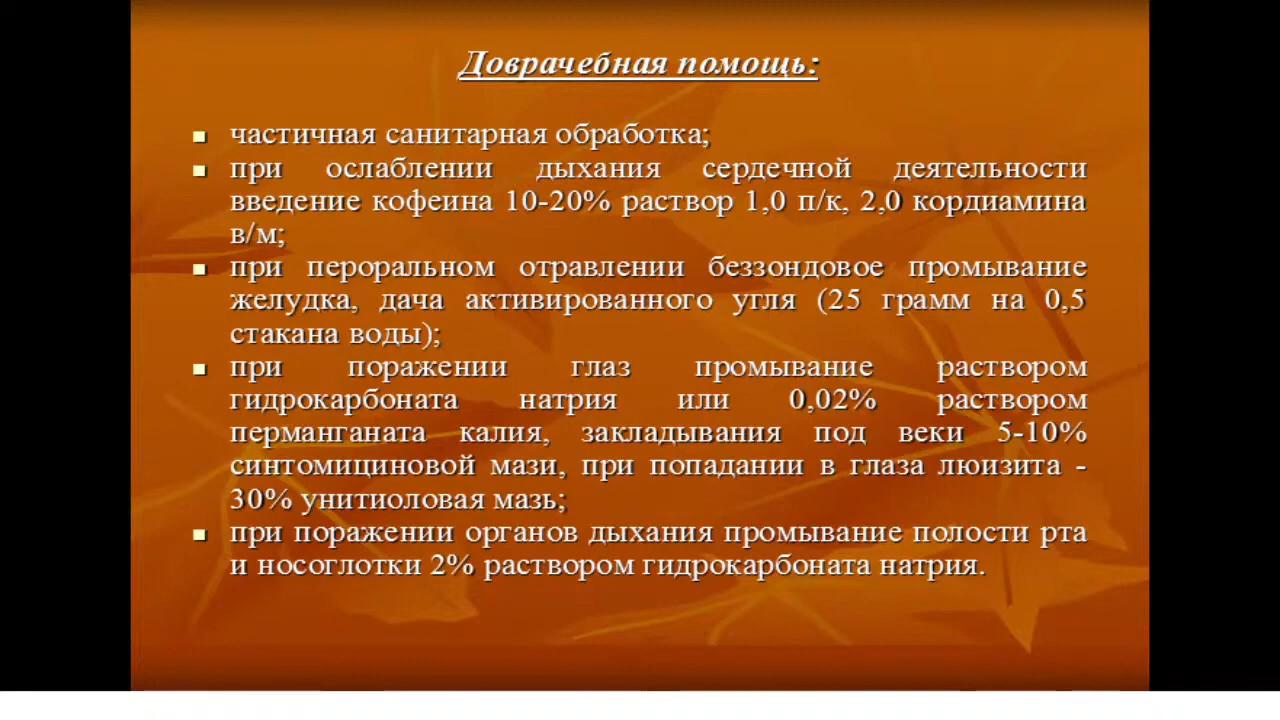 Доврачебная помощь:
частичная санитарная обработка;
при ослаблении дыхания сердечной деятельности
введение кофеина 10-20% раствор 1,0 п/к, 2,0 кордиамина
в/м;
при пероральном отравлении беззондовое промывание
желудка, дача активированного угля (25 грамм на 0,5
стакана воды);
при поражении глаз промывание раствором
гидрокарбоната натрия или 0,02% раствором
перманганата калия, закладывания под веки 5-10%
синтомициновой мази, при попадании в глаза люизита -
30% унитиоловая мазь;
при поражении органов дыхания промывание полости рта
и носоглотки 2% раствором гидрокарбоната натрия.